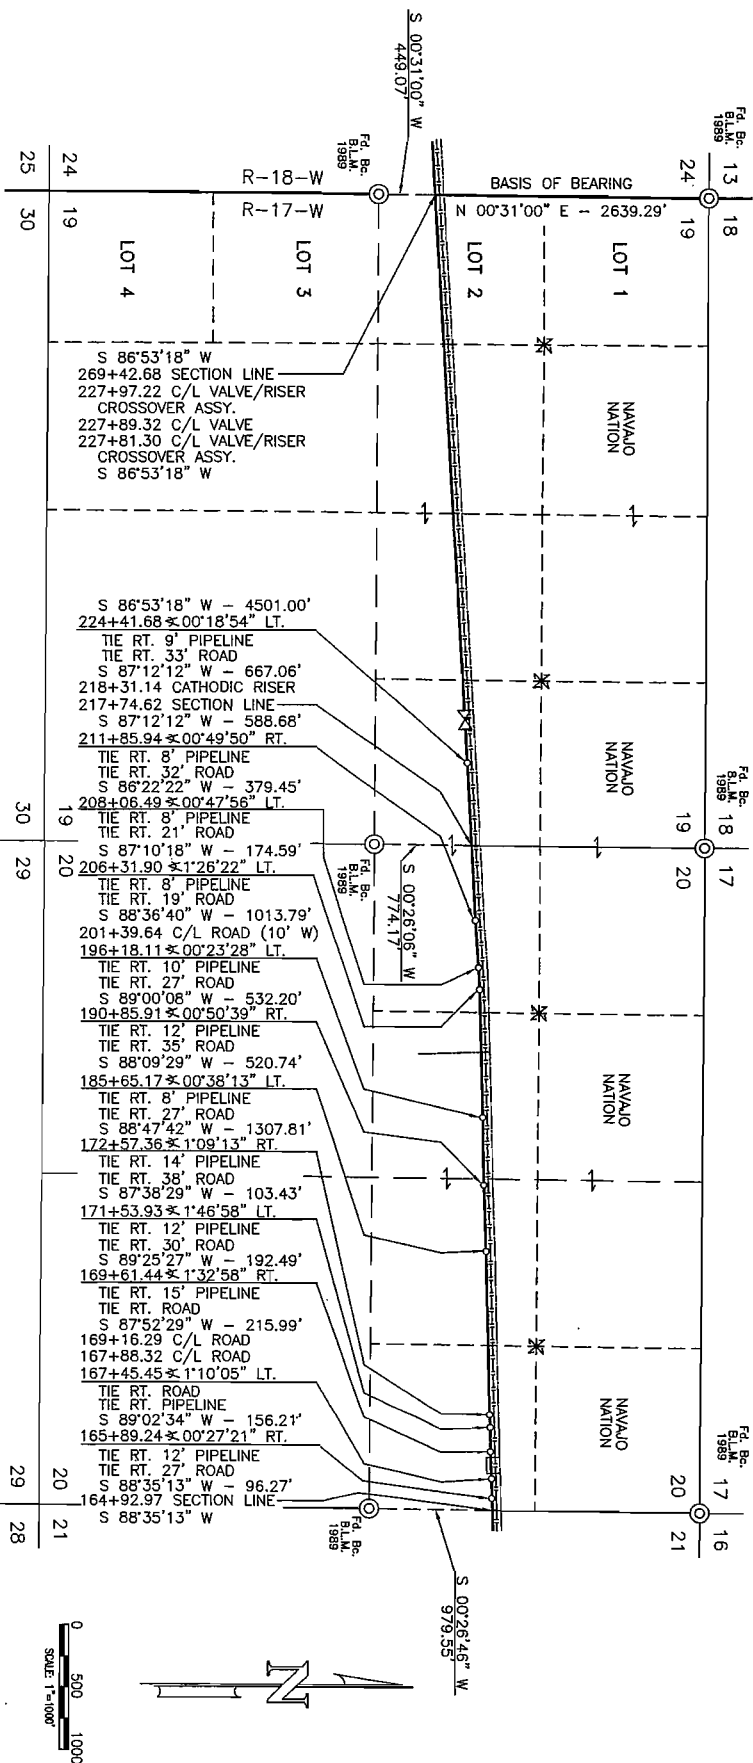 S 00°31'00" W
449.07'
Fd. Bc.
B.L.M.
1989
13
18
24
19
BASIS OF BEARING
N 00°31'00" E - 2639.29'
Fd. Bc.
B.L.M.
1989
R-18-W
R-17-W
24
19
25
30
LOT 1
LOT 2
LOT 3
LOT 4
NAVAJO
NATION
S 86°53'18" W
269+42.68 SECTION LINE
227+97.22 C/L VALVE/RISER
CROSSOVER ASSY.
227+89.32 C/L VALVE
227+81.30 C/L VALVE/RISER
CROSSOVER ASSY.
S 86°53'18" W
NAVAJO
NATION
S 86°53'18" W - 4501.00'
224+41.68 ∢ 00°18'54" LT.
TIE RT. 9' PIPELINE
TIE RT. 33' ROAD
S 87°12'12" W - 667.06'
218+31.14 CATHODIC RISER
217+74.62 SECTION LINE
S 87°12'12" W - 588.68'
211+85.94 ∢ 00°49'50" RT.
TIE RT. 8' PIPELINE
TIE RT. 32' ROAD
S 86°22'22" W - 379.45'
208+06.49 ∢ 00°47'56" LT.
TIE RT. 8' PIPELINE
TIE RT. 21' ROAD
S 87°10'18" W - 174.59'
206+31.90 ∢ 1°26'22" LT.
TIE RT. 8' PIPELINE
TIE RT. 19' ROAD
S 88°36'40" W - 1013.79'
201+39.64 C/L ROAD (10' W)
196+18.11 ∢ 00°23'28" LT.
TIE RT. 10' PIPELINE
TIE RT. 27' ROAD
S 89°00'08" W - 532.20'
190+85.91 ∢ 00°50'39" RT.
TIE RT. 12' PIPELINE
TIE RT. 35' ROAD
S 88°09'29" W - 520.74'
185+65.17 ∢ 00°38'13" LT.
TIE RT. 8' PIPELINE
TIE RT. 27' ROAD
S 88°47'42" W - 1307.81'
172+57.36 ∢ 1°09'13" RT.
TIE RT. 14' PIPELINE
TIE RT. 38' ROAD
S 87°38'29" W - 103.43'
171+53.93 ∢ 1°46'58" LT.
TIE RT. 12' PIPELINE
TIE RT. 30' ROAD
S 89°25'27" W - 192.49'
169+61.44 ∢ 1°32'58" RT.
TIE RT. 15' PIPELINE
TIE RT. ROAD
S 87°52'29" W - 215.99'
169+16.29 C/L ROAD
167+88.32 C/L ROAD
167+45.45 ∢ 1°10'05" LT.
TIE RT. ROAD
TIE RT. PIPELINE
S 89°02'34" W - 156.21'
165+89.24 ∢ 00°27'21" RT.
TIE RT. 12' PIPELINE
TIE RT. 27' ROAD
S 88°35'13" W - 96.27'
164+92.97 SECTION LINE
S 88°35'13" W
Fd. Bc.
B.L.M.
1989
18
17
19
20
Fd. Bc.
B.L.M.
1989
S 00°26'06" W
774.17'
19
20
30
29
NAVAJO
NATION
NAVAJO
NATION
Fd. Bc.
B.L.M.
1989
17
16
20
21
Fd. Bc.
B.L.M.
1989
20
21
29
28
S 00°26'46" W
979.55'
N
0
500
1000
SCALE: 1"=1000'